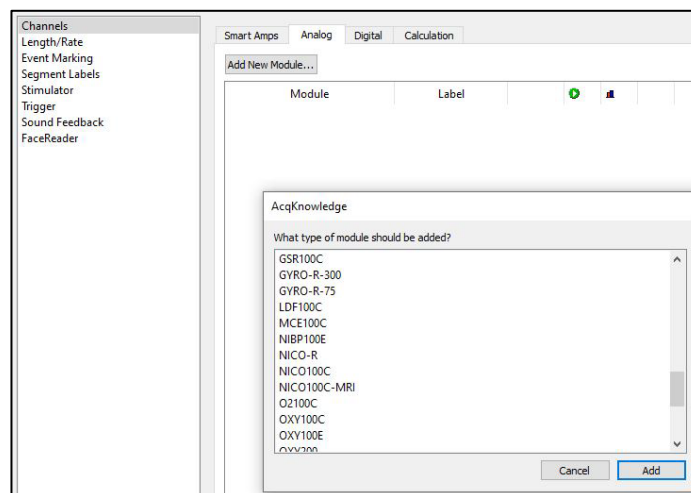 Channels
Length/Rate
Event Marking
Segment Labels
Stimulator
Trigger
Sound Feedback
FaceReader
Smart Amps Analog Digital Calculation
Add New Module...
Module Label
AcqKnowledge
What type of module should be added?
GSR100C
GYRO-R-300
GYRO-R-75
LDF100C
MCE100C
NIBP100E
NICO-R
NICO100C
NICO100C-MRI
O2100C
OXY100C
OXY100E
OXY200
Cancel Add